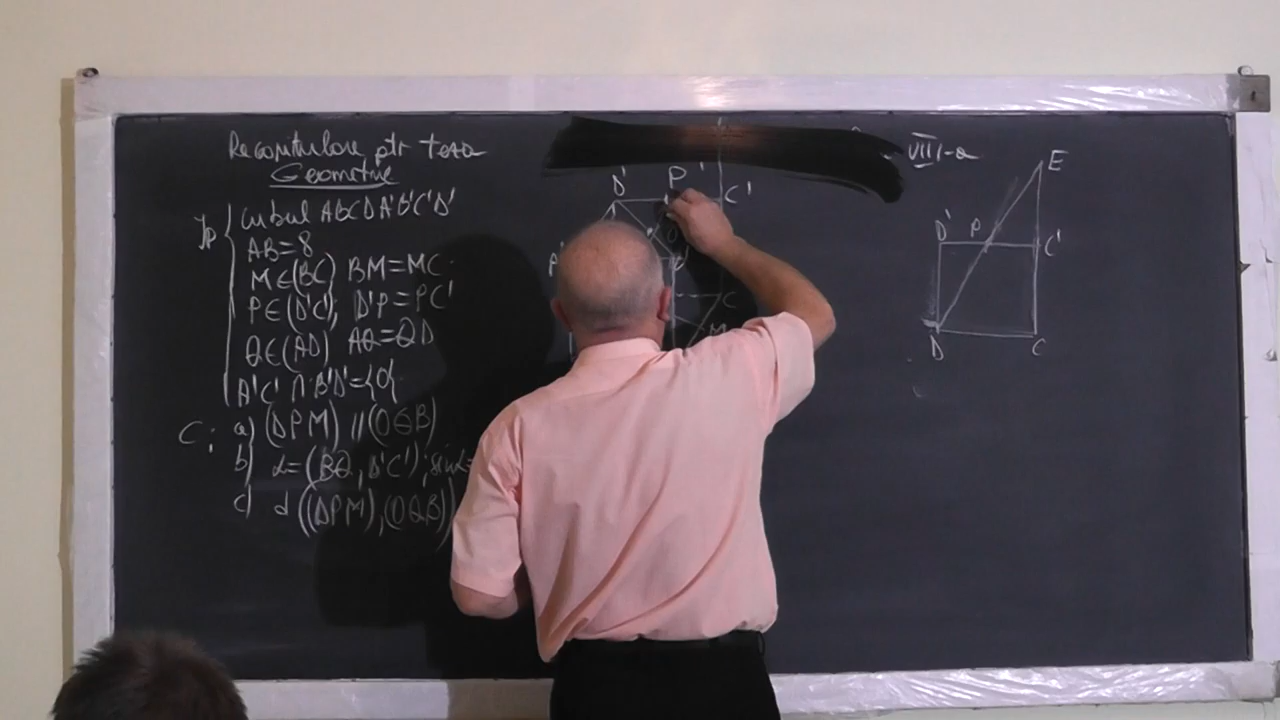 Recapitulare ptr teza
Geometrie
Ip
cubul ABCDA'B'C'D'
AB=8
M∈(BC) BM=MC
P∈(D'C'); D'P=PC'
Q∈(AD) AQ=QD
A'C' ∩ B'D'={O}
C: a) (DPM) // (OQB)
b) α=(BQ, D'C'); sin α=
c) d((DPM),(OQB))
D' P' C'
C
M
VIII-a
E
D' P C'
D C